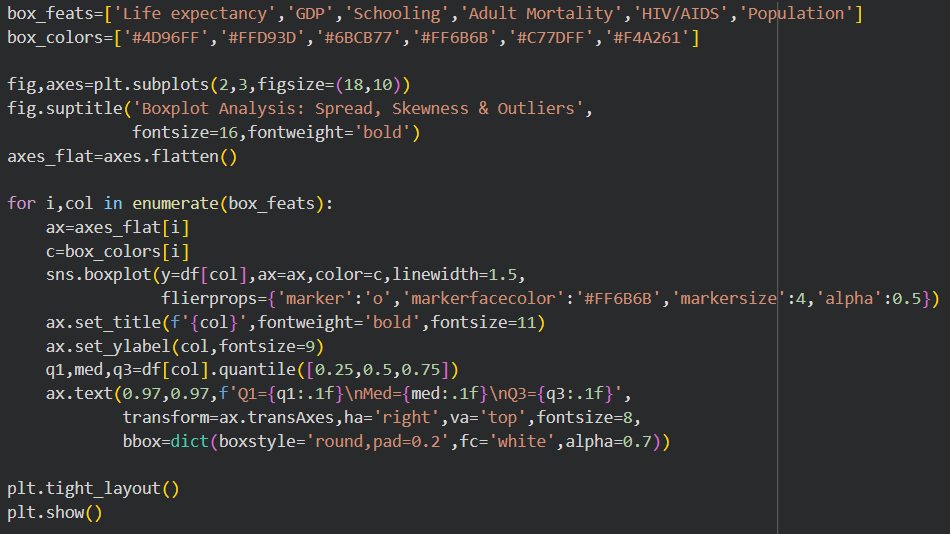 box_feats=['Life expectancy','GDP','Schooling','Adult Mortality','HIV/AIDS','Population']
box_colors=['#4D96FF','#FFD93D','#6BCB77','#FF6B6B','#C77DFF','#F4A261']

fig,axes=plt.subplots(2,3,figsize=(18,10))
fig.suptitle('Boxplot Analysis: Spread, Skewness & Outliers',
             fontsize=16,fontweight='bold')
axes_flat=axes.flatten()

for i,col in enumerate(box_feats):
    ax=axes_flat[i]
    c=box_colors[i]
    sns.boxplot(y=df[col],ax=ax,color=c,linewidth=1.5,
                flierprops={'marker':'o','markerfacecolor':'#FF6B6B','markersize':4,'alpha':0.5})
    ax.set_title(f'{col}',fontweight='bold',fontsize=11)
    ax.set_ylabel(col,fontsize=9)
    q1,med,q3=df[col].quantile([0.25,0.5,0.75])
    ax.text(0.97,0.97,f'Q1={q1:.1f}\nMed={med:.1f}\nQ3={q3:.1f}',
            transform=ax.transAxes,ha='right',va='top',fontsize=8,
            bbox=dict(boxstyle='round,pad=0.2',fc='white',alpha=0.7))

plt.tight_layout()
plt.show()